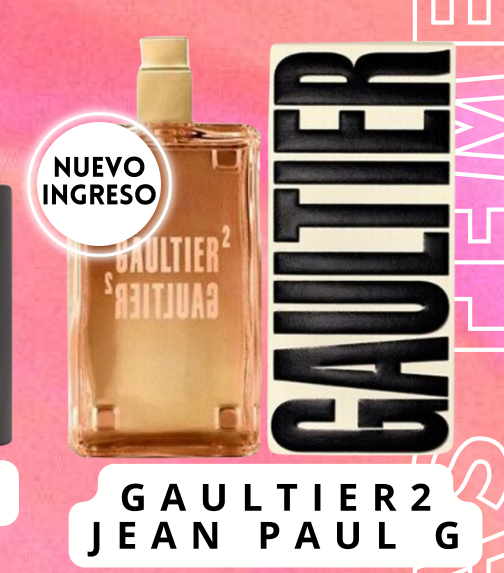 NUEVO
INGRESO
GAULTIER²
GAULTIER²
GAULTIER
GAULTIER2
JEAN PAUL G